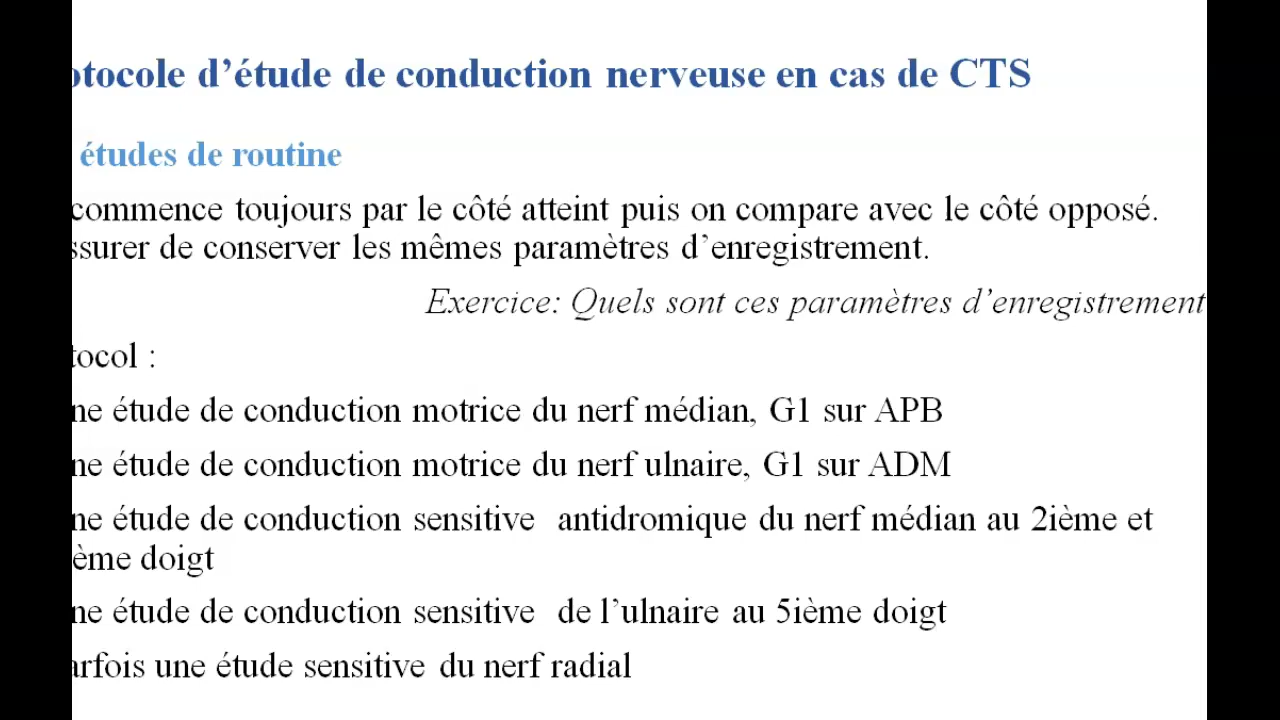 otocole d’étude de conduction nerveuse en cas de CTS
études de routine
commence toujours par le côté atteint puis on compare avec le côté opposé.
ssurer de conserver les mêmes paramètres d’enregistrement.
Exercice: Quels sont ces paramètres d’enregistrement
tocol :
ne étude de conduction motrice du nerf médian, G1 sur APB
ne étude de conduction motrice du nerf ulnaire, G1 sur ADM
ne étude de conduction sensitive antidromique du nerf médian au 2ième et
ème doigt
ne étude de conduction sensitive de l’ulnaire au 5ième doigt
arfois une étude sensitive du nerf radial